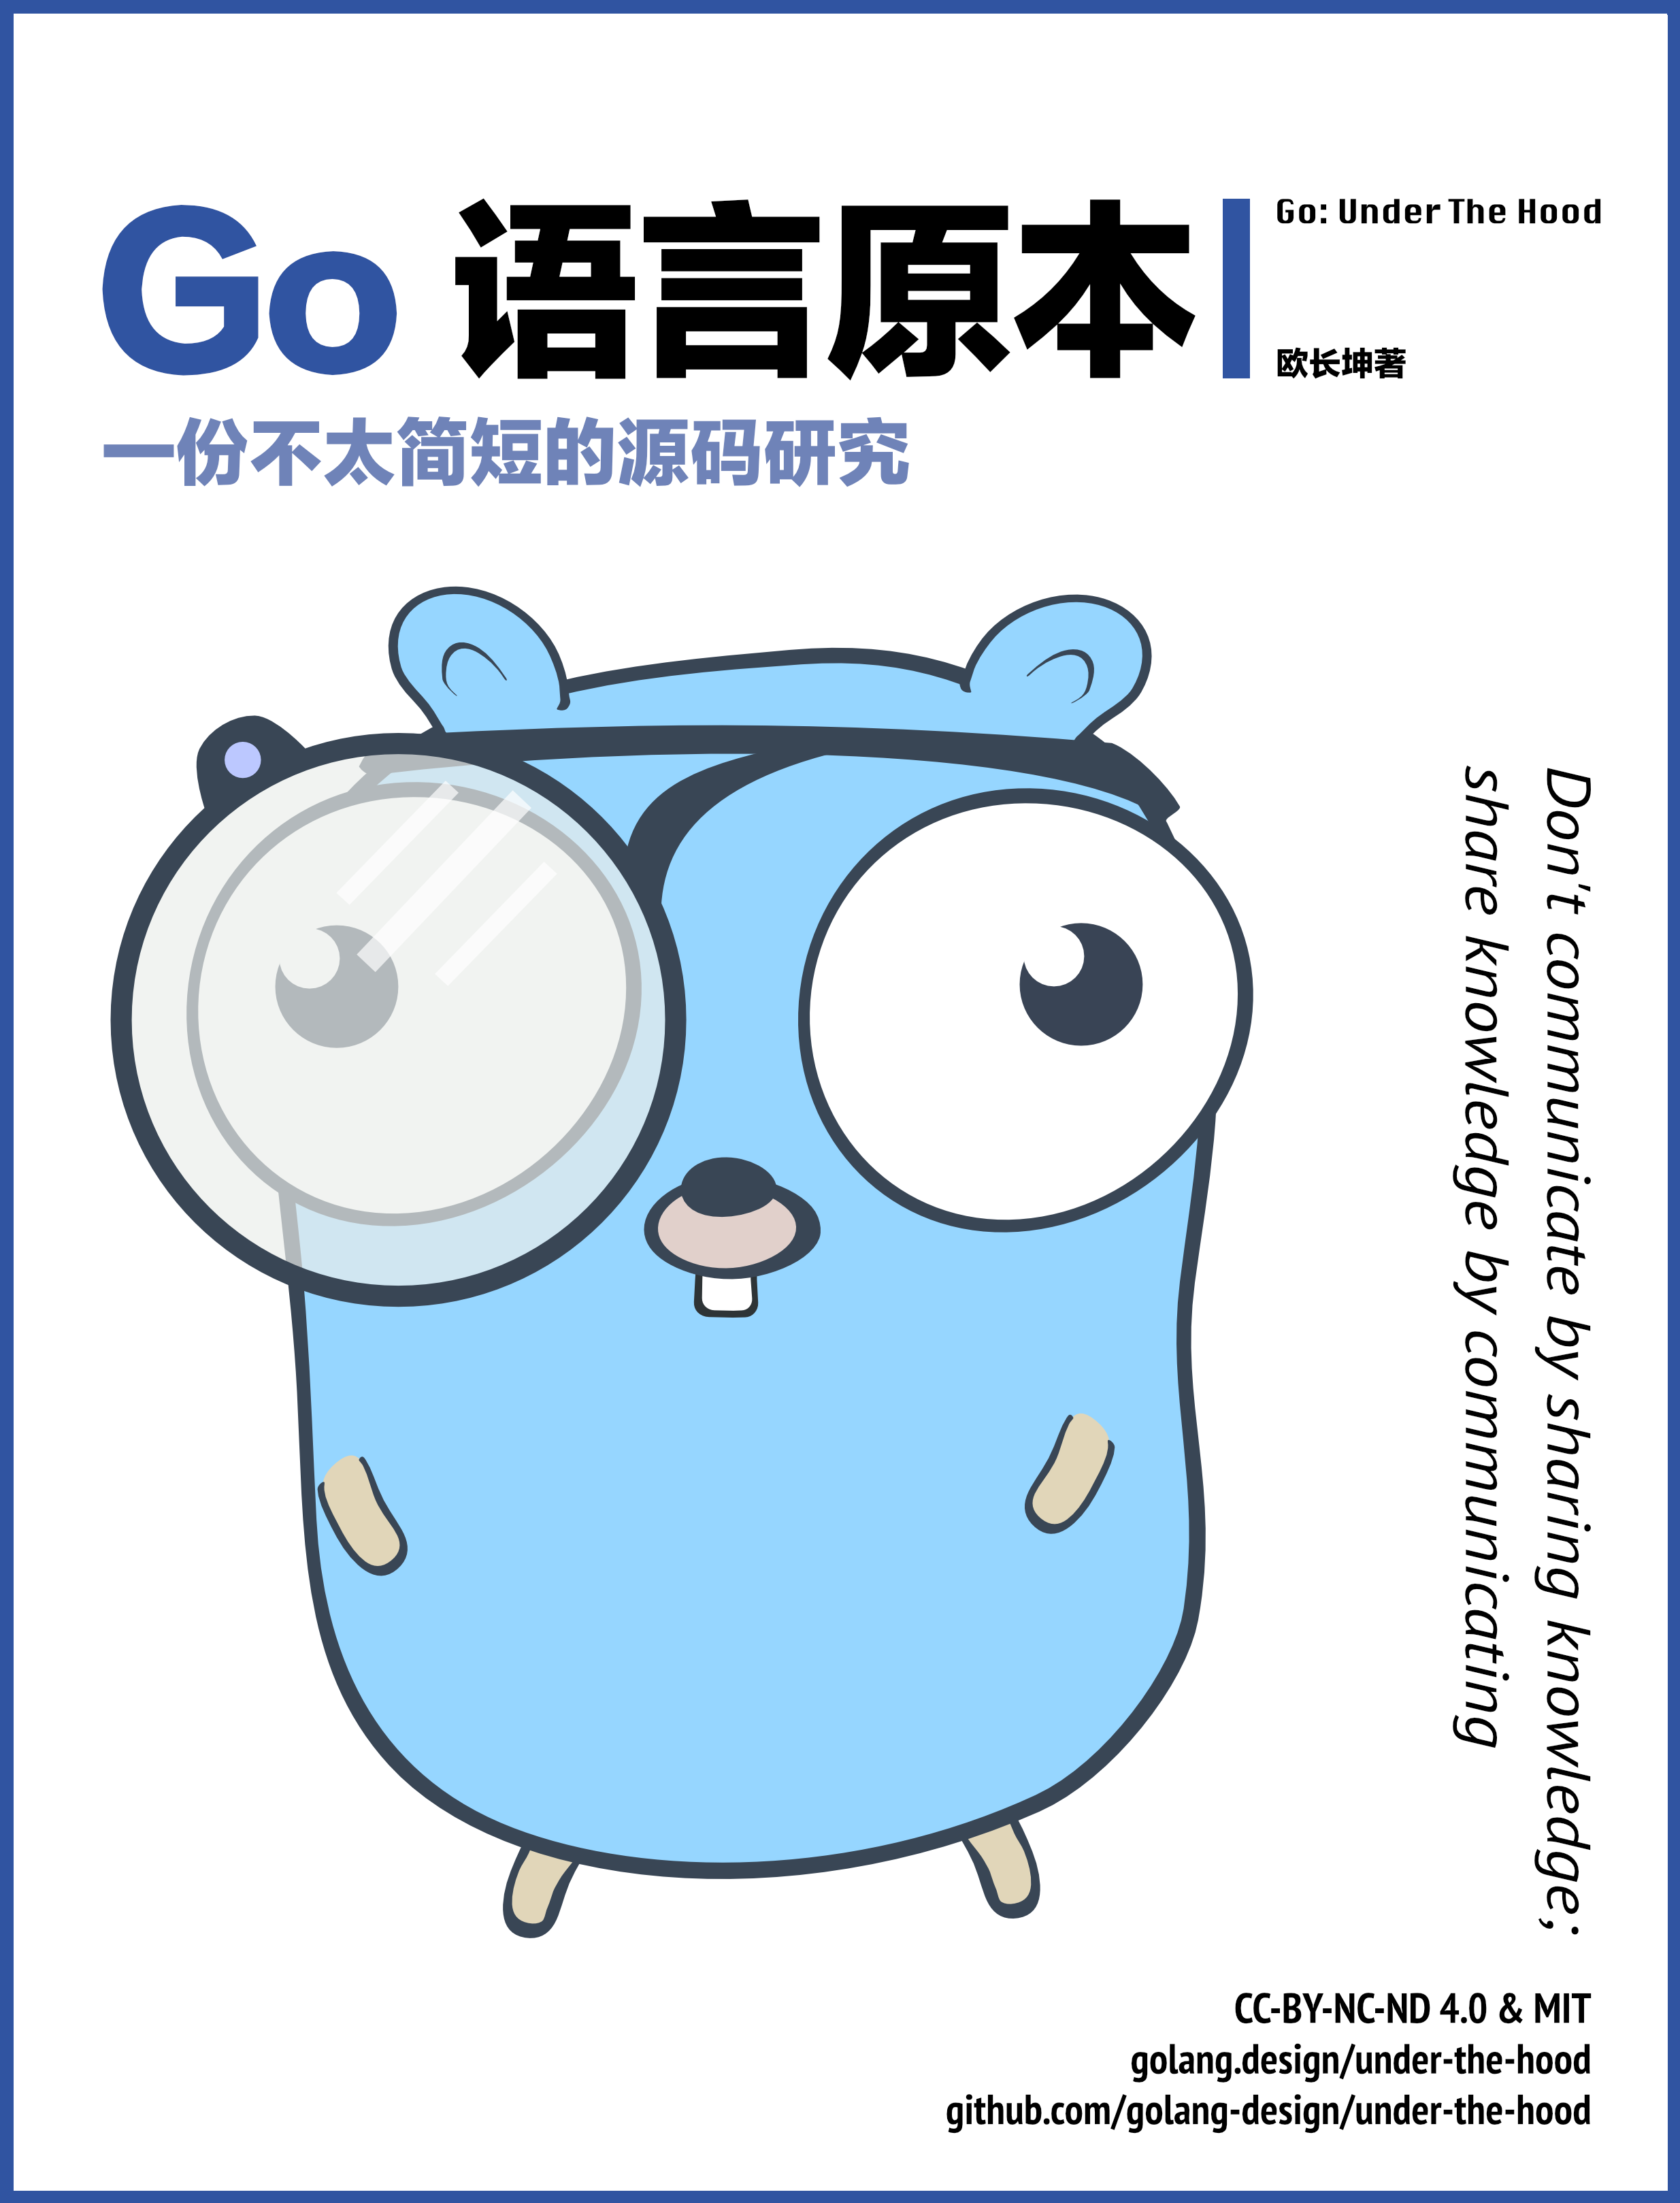 Go 语言原本
Go: Under The Hood
欧长坤著
一份不太简短的源码研究
Don't communicate by sharing knowledge;
share knowledge by communicating
CC-BY-NC-ND 4.0 & MIT
golang.design/under-the-hood
github.com/golang-design/under-the-hood